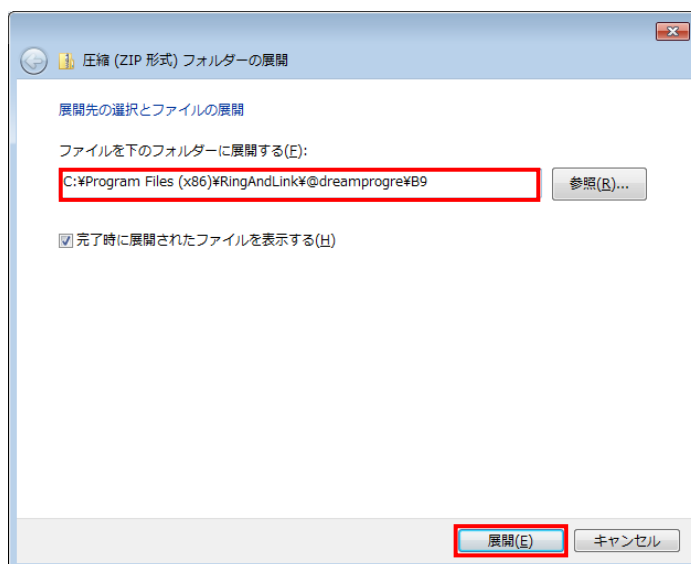 圧縮 (ZIP 形式) フォルダーの展開
展開先の選択とファイルの展開
ファイルを下のフォルダーに展開する(F):
C:¥Program Files (x86)¥RingAndLink¥@dreamprogre¥B9
参照(R)...
完了時に展開されたファイルを表示する(H)
展開(E)
キャンセル